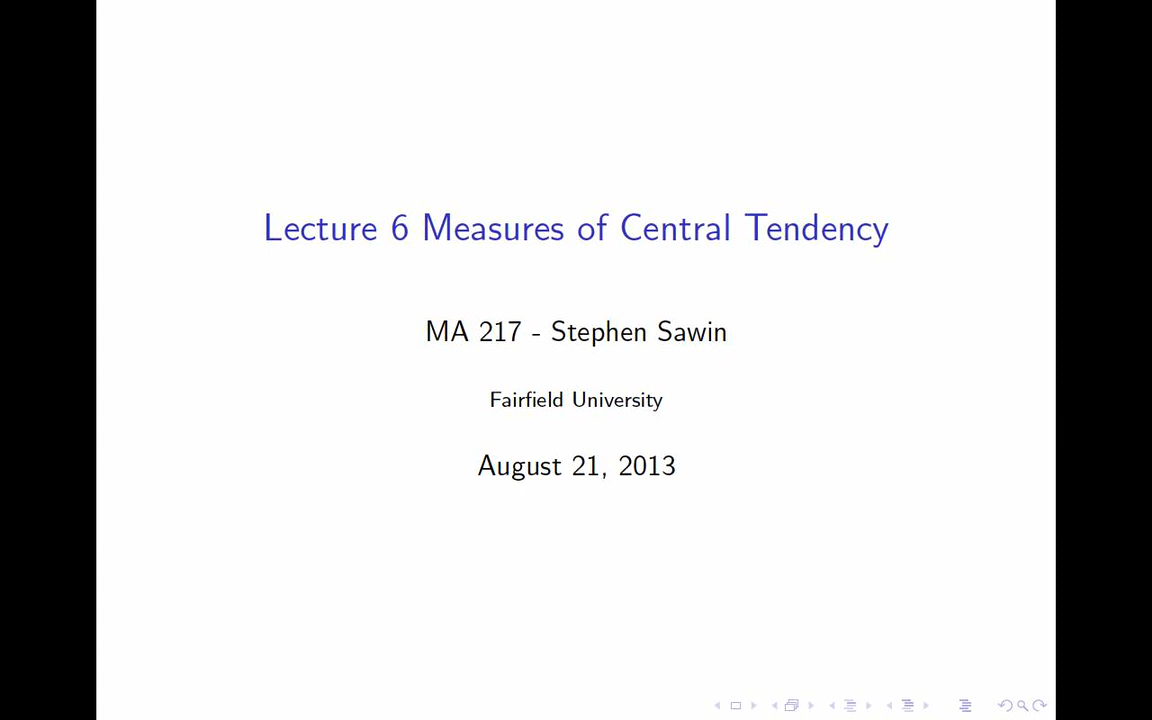 Lecture 6 Measures of Central Tendency
MA 217 - Stephen Sawin
Fairfield University
August 21, 2013